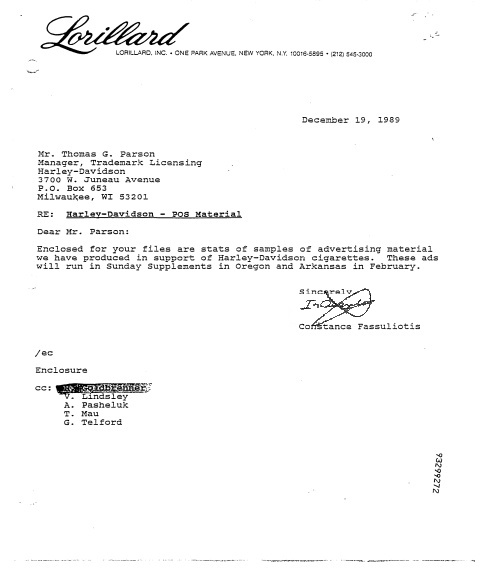 Lorillard
LORILLARD, INC. • ONE PARK AVENUE, NEW YORK, N.Y. 10016-5895 • (212) 545-3000
December 19, 1989
Mr. Thomas G. Parson
Manager, Trademark Licensing
Harley-Davidson
3700 W. Juneau Avenue
P.O. Box 653
Milwaukee, WI 53201
RE: Harley-Davidson - POS Material
Dear Mr. Parson:
Enclosed for your files are stats of samples of advertising material
we have produced in support of Harley-Davidson cigarettes. These ads
will run in Sunday Supplements in Oregon and Arkansas in February.
Sincerely,
Constance Fassuliotis
/ec
Enclosure
cc: Goldbrenner
V. Lindsley
A. Pasheluk
T. Mau
G. Telford
93299272